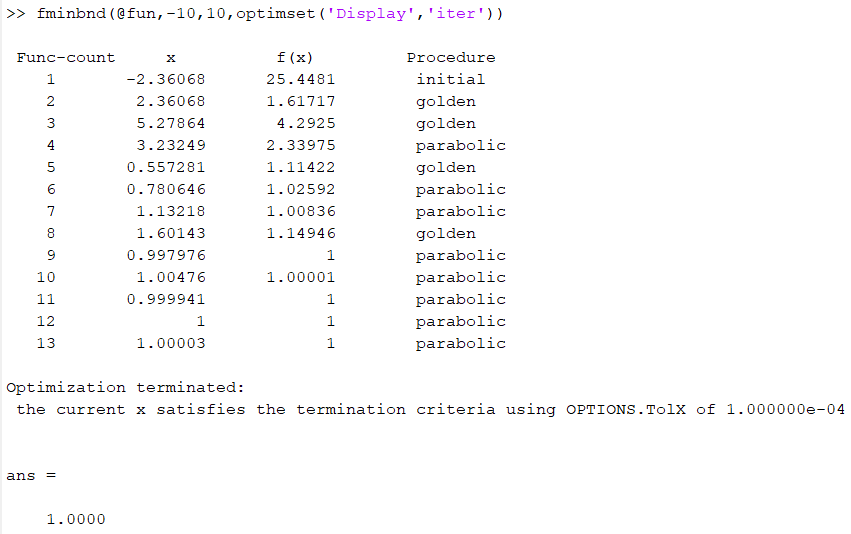 >> fminbnd(@fun,-10,10,optimset('Display','iter'))
Func-count x f(x) Procedure
1 -2.36068 25.4481 initial
2 2.36068 1.61717 golden
3 5.27864 4.2925 golden
4 3.23249 2.33975 parabolic
5 0.557281 1.11422 golden
6 0.780646 1.02592 parabolic
7 1.13218 1.00836 parabolic
8 1.60143 1.14946 golden
9 0.997976 1 parabolic
10 1.00476 1.00001 parabolic
11 0.999941 1 parabolic
12 1 1 parabolic
13 1.00003 1 parabolic
Optimization terminated:
the current x satisfies the termination criteria using OPTIONS.TolX of 1.000000e-04
ans =
1.0000